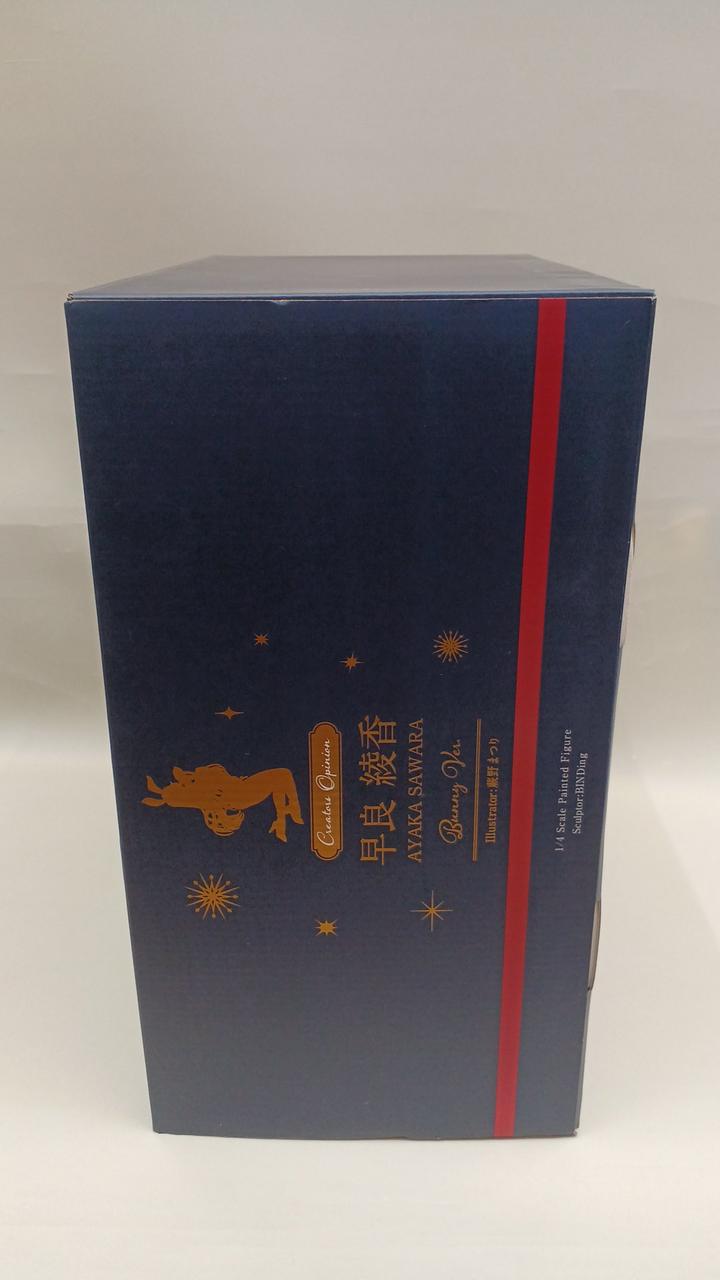 Creators Opinion
早良 綾香
AYAKA SAWARA
Bunny Ver.
Illustrator:蕨野まつり
1/4 Scale Painted Figure
Sculptor:BINDing